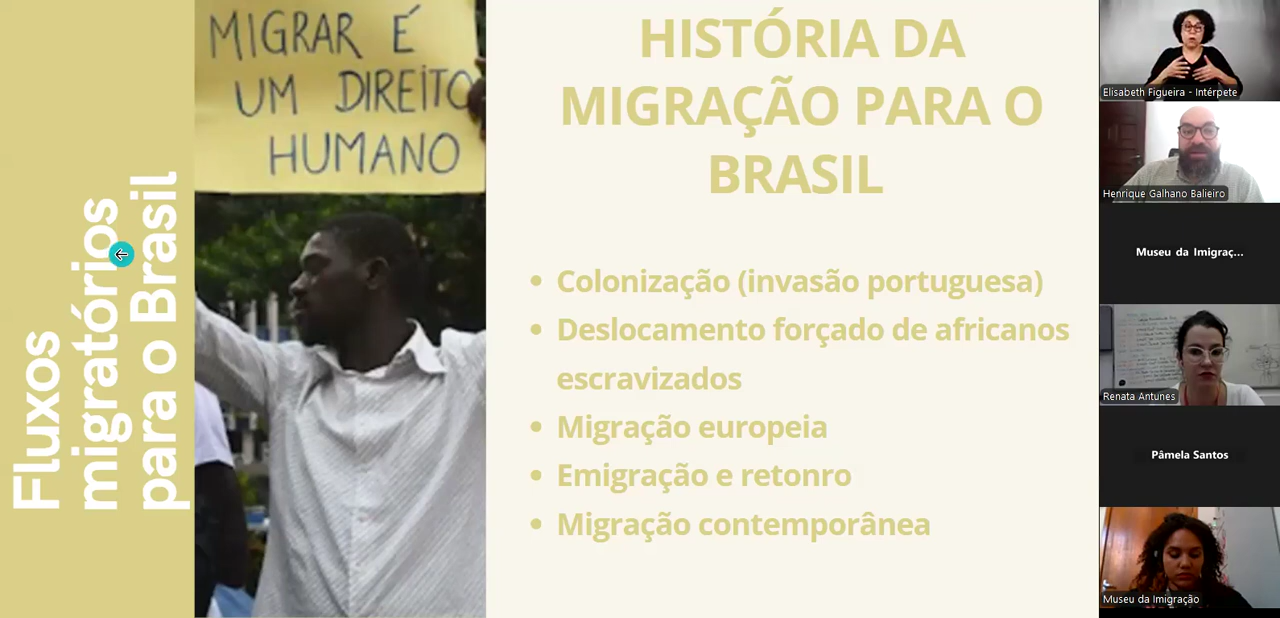 Fluxos
migratórios
para o Brasil
MIGRAR É
UM DIREITO
HUMANO
HISTÓRIA DA
MIGRAÇÃO PARA O
BRASIL
• Colonização (invasão portuguesa)
• Deslocamento forçado de africanos
escravizados
• Migração europeia
• Emigração e retonro
• Migração contemporânea
Elisabeth Figueira - Intérpete
Henrique Galhano Balieiro
Museu da Imigraç...
Renata Antunes
Pâmela Santos
Museu da Imigração